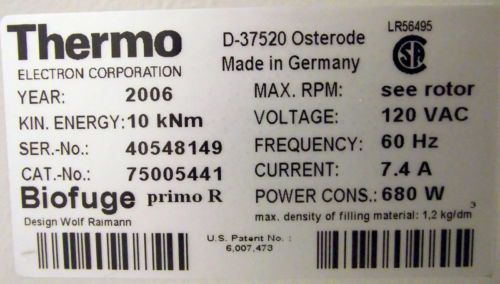 Thermo
ELECTRON CORPORATION
D-37520 Osterode
Made in Germany
LR56495
YEAR: 2006
MAX. RPM: see rotor
KIN. ENERGY: 10 kNm
VOLTAGE: 120 VAC
SER.-No.: 40548149
FREQUENCY: 60 Hz
CAT.-No.: 75005441
CURRENT: 7.4 A
Biofuge primo R
POWER CONS.: 680 W
Design Wolf Raimann
max. density of filling material: 1,2 kg/dm³
U.S. Patent No. :
6,007,473